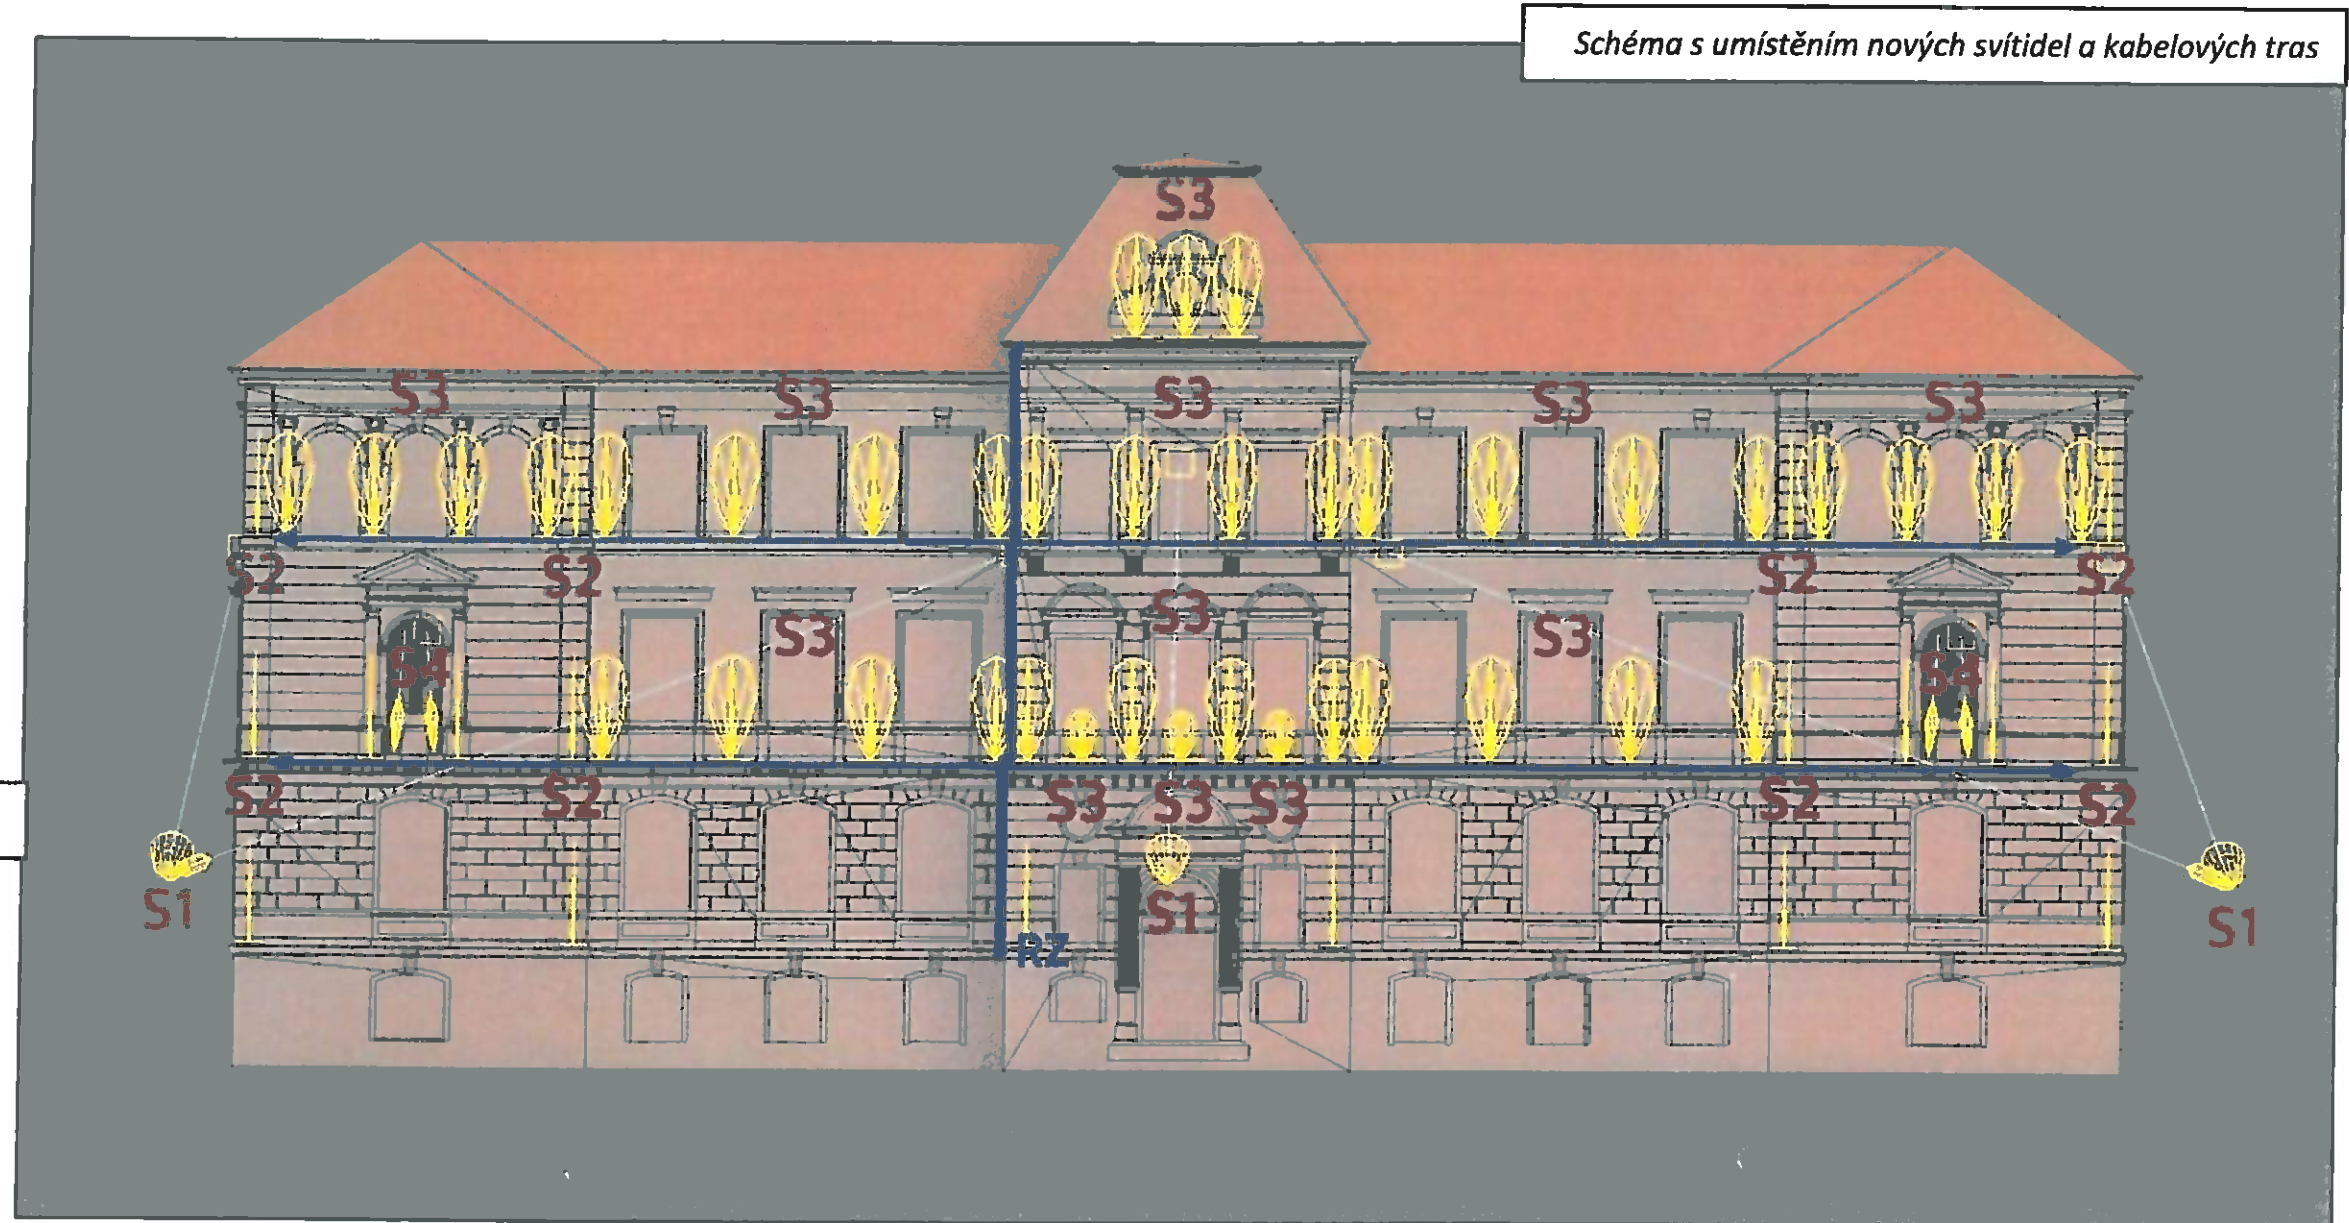 Schéma s umístěním nových svítidel a kabelových tras
S3
S3 S3 S3 S3 S3
S2 S2 S2 S2
S3 S3 S3
S4 S4
S2 S2 S3 S3 S3 S2 S2
S1 S1 S1
RZ